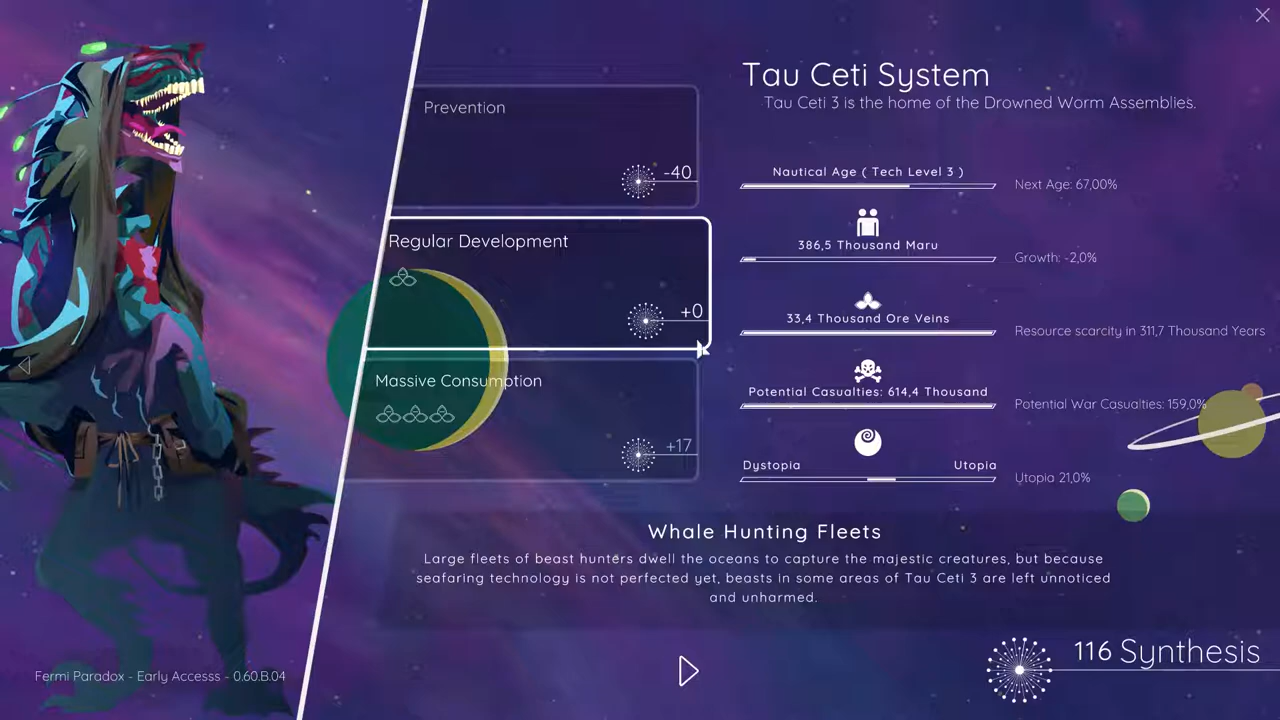 Tau Ceti System
Tau Ceti 3 is the home of the Drowned Worm Assemblies.
Prevention
-40
Regular Development
+0
Massive Consumption
+17
Nautical Age ( Tech Level 3 )
Next Age: 67,00%
386,5 Thousand Maru
Growth: -2,0%
33,4 Thousand Ore Veins
Resource scarcity in 311,7 Thousand Years
Potential Casualties: 614,4 Thousand
Potential War Casualties: 159,0%
Dystopia
Utopia
Utopia 21,0%
Whale Hunting Fleets
Large fleets of beast hunters dwell the oceans to capture the majestic creatures, but because
seafaring technology is not perfected yet, beasts in some areas of Tau Ceti 3 are left unnoticed
and unharmed.
116 Synthesis
Fermi Paradox - Early Accesss - 0.60.B.04